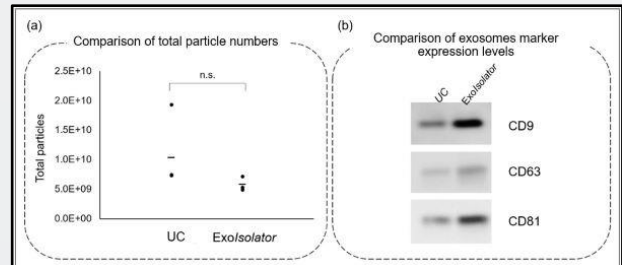 (a)
Comparison of total particle numbers
n.s.
2.5E+10
2.0E+10
1.5E+10
1.0E+10
5.0E+09
0.0E+00
Total particles
UC
ExoIsolator
(b)
Comparison of exosomes marker
expression levels
UC
ExoIsolator
CD9
CD63
CD81